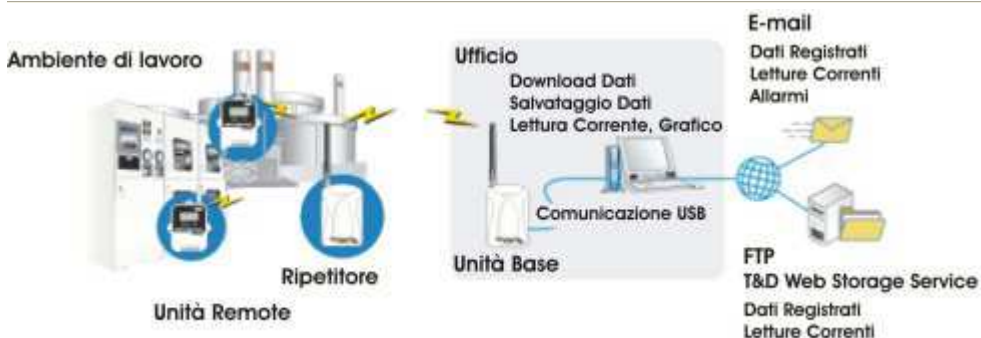 Ambiente di lavoro
Ripetitore
Unità Remote
Ufficio
Download Dati
Salvataggio Dati
Lettura Corrente, Grafico
Comunicazione USB
Unità Base
E-mail
Dati Registrati
Letture Correnti
Allarmi
FTP
T&D Web Storage Service
Dati Registrati
Letture Correnti